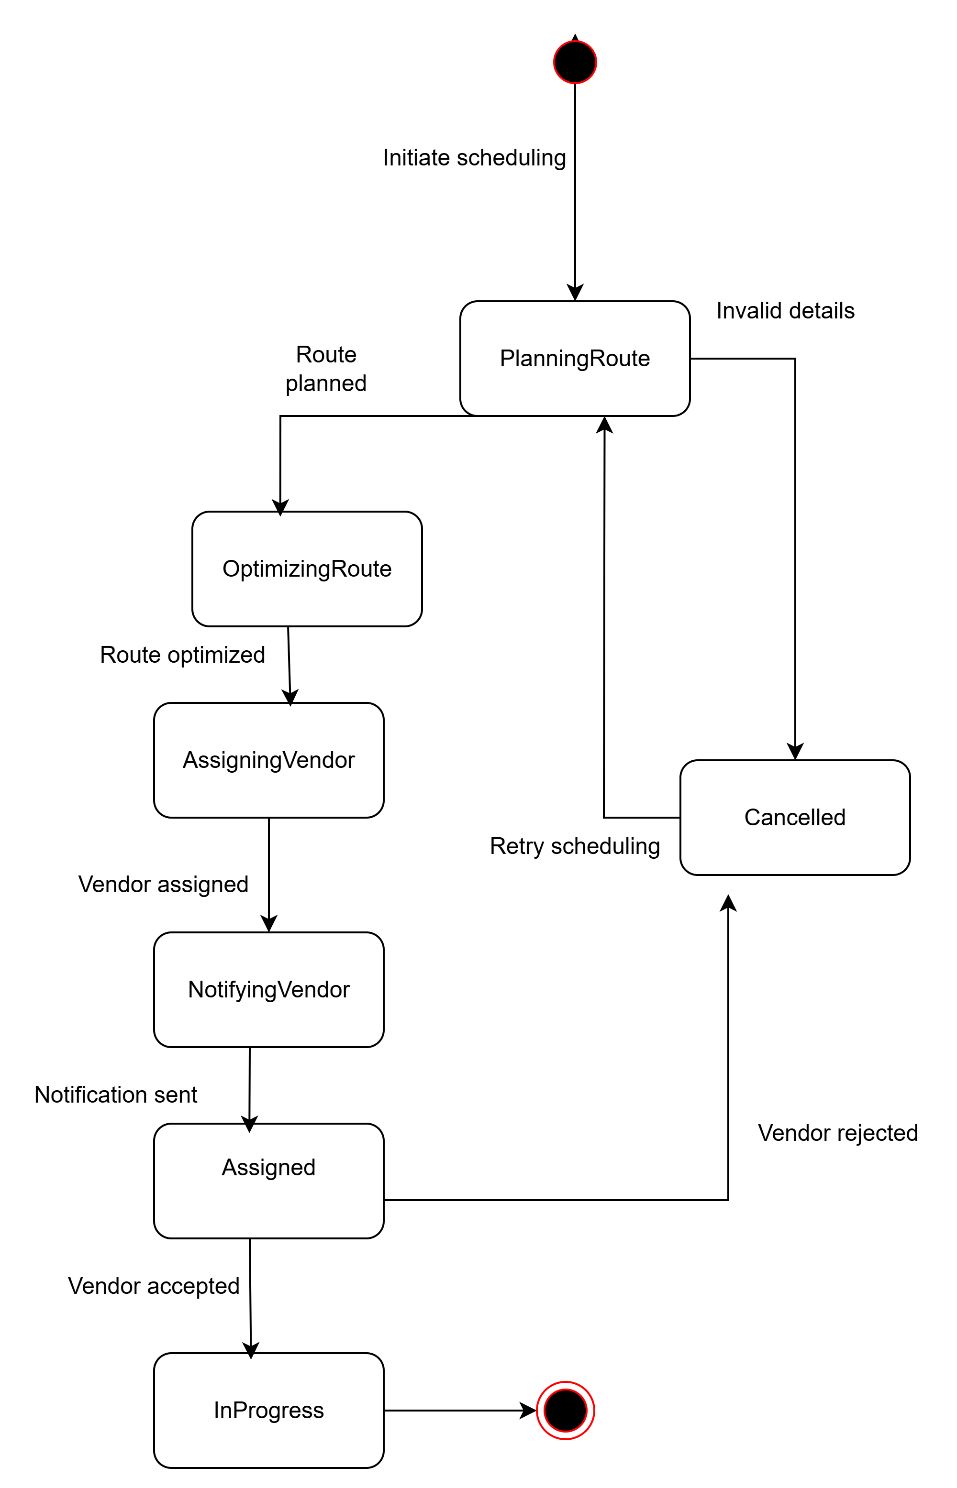 Initiate scheduling
Invalid details
PlanningRoute
Route
planned
OptimizingRoute
Route optimized
AssigningVendor
Cancelled
Retry scheduling
Vendor assigned
NotifyingVendor
Notification sent
Vendor rejected
Assigned
Vendor accepted
InProgress